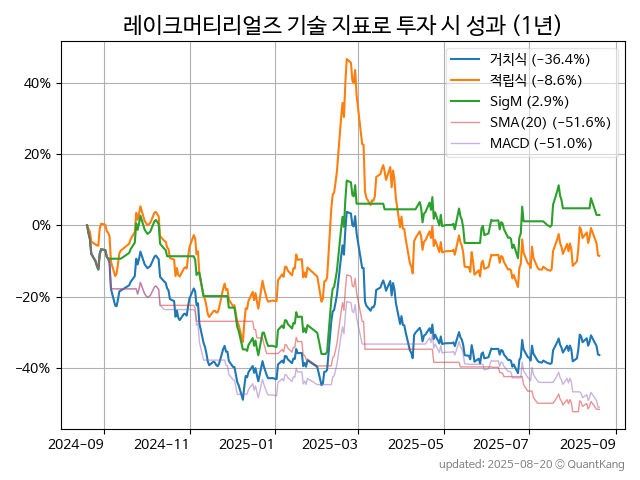 레이크머티리얼즈 기술 지표로 투자 시 성과 (1년)
거치식 (−36.4%)
적립식 (−8.6%)
SigM (2.9%)
SMA(20) (−51.6%)
MACD (−51.0%)
40%
20%
0%
−20%
−40%
2024-09 2024-11 2025-01 2025-03 2025-05 2025-07 2025-09
updated: 2025-08-20 © QuantKang